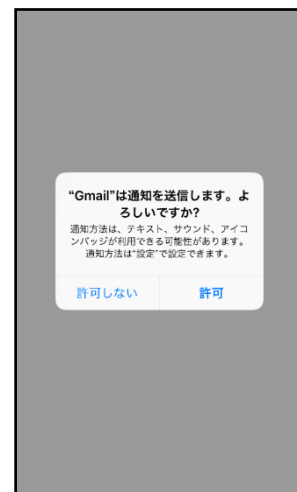 “Gmail”は通知を送信します。よ
ろしいですか?
通知方法は、テキスト、サウンド、アイコ
ンバッジが利用できる可能性があります。
通知方法は“設定”で設定できます。
許可しない
許可